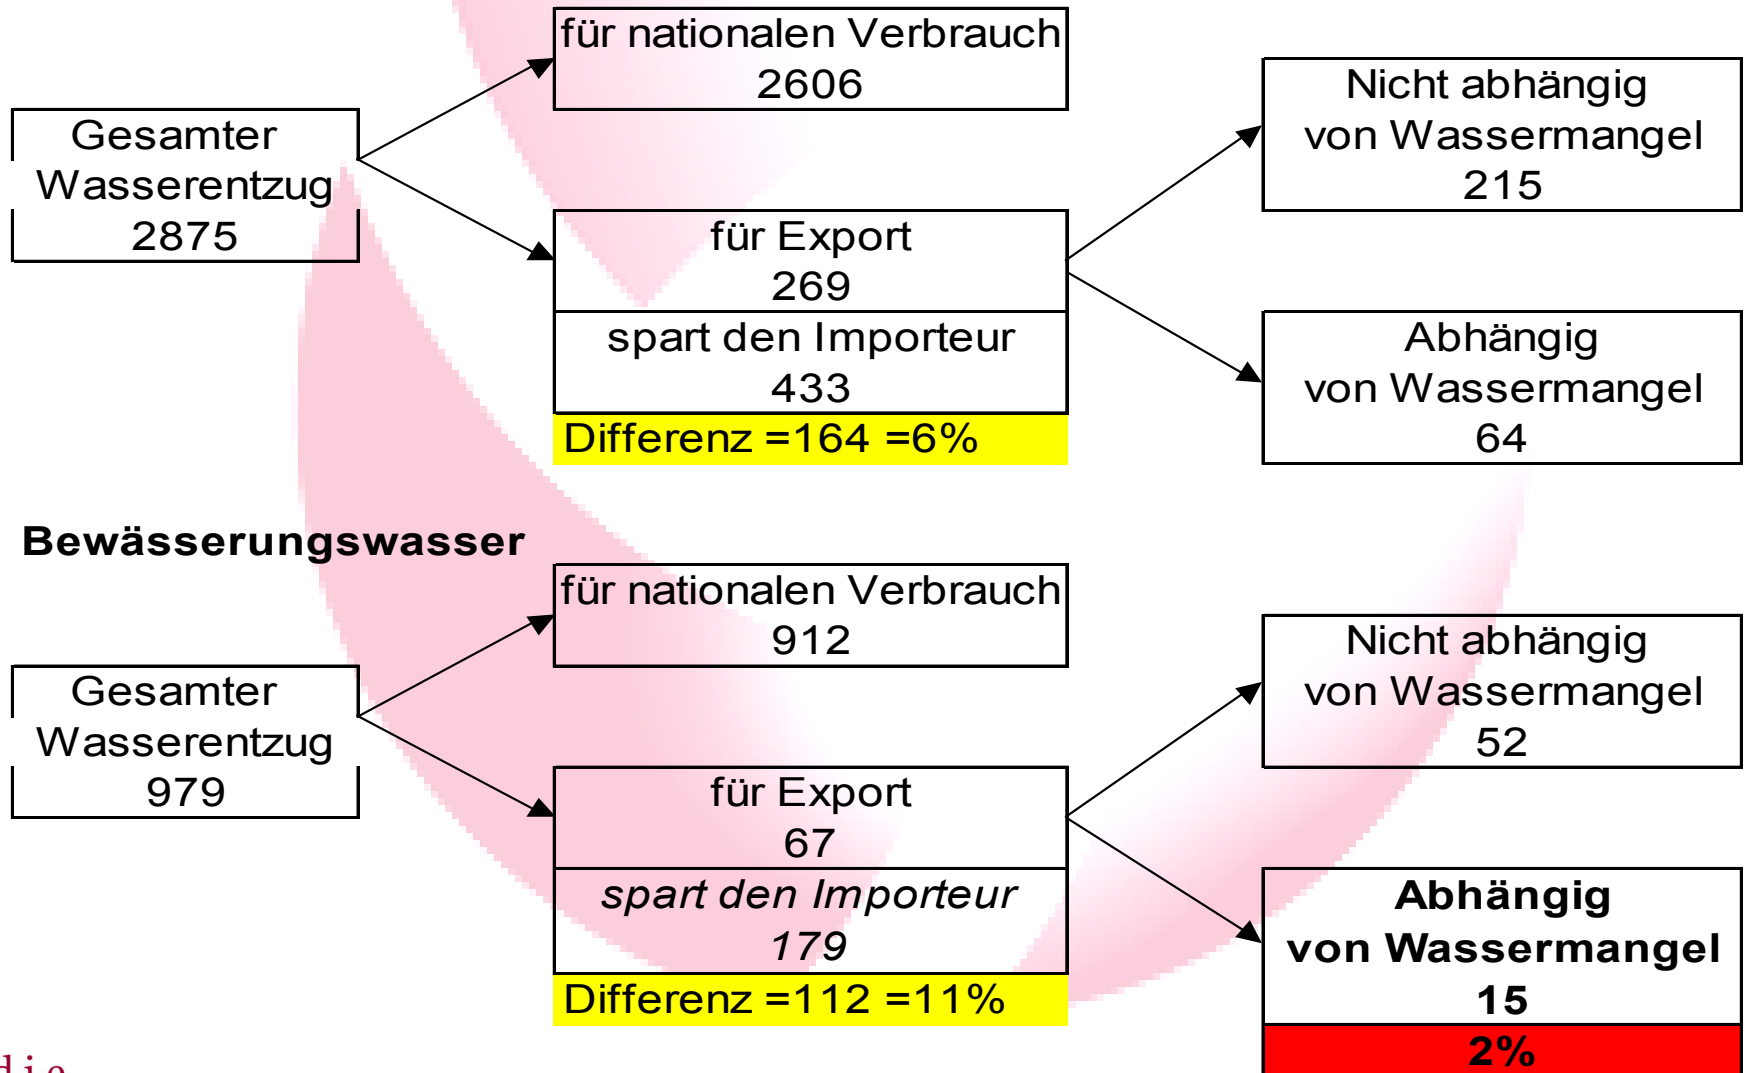 für nationalen Verbrauch
2606
Gesamter
Wasserentzug
2875
für Export
269
spart den Importeur
433
Differenz =164 =6%
Nicht abhängig
von Wassermangel
215
Abhängig
von Wassermangel
64
Bewässerungswasser
für nationalen Verbrauch
912
Gesamter
Wasserentzug
979
für Export
67
spart den Importeur
179
Differenz =112 =11%
Nicht abhängig
von Wassermangel
52
Abhängig
von Wassermangel
15
2%
die